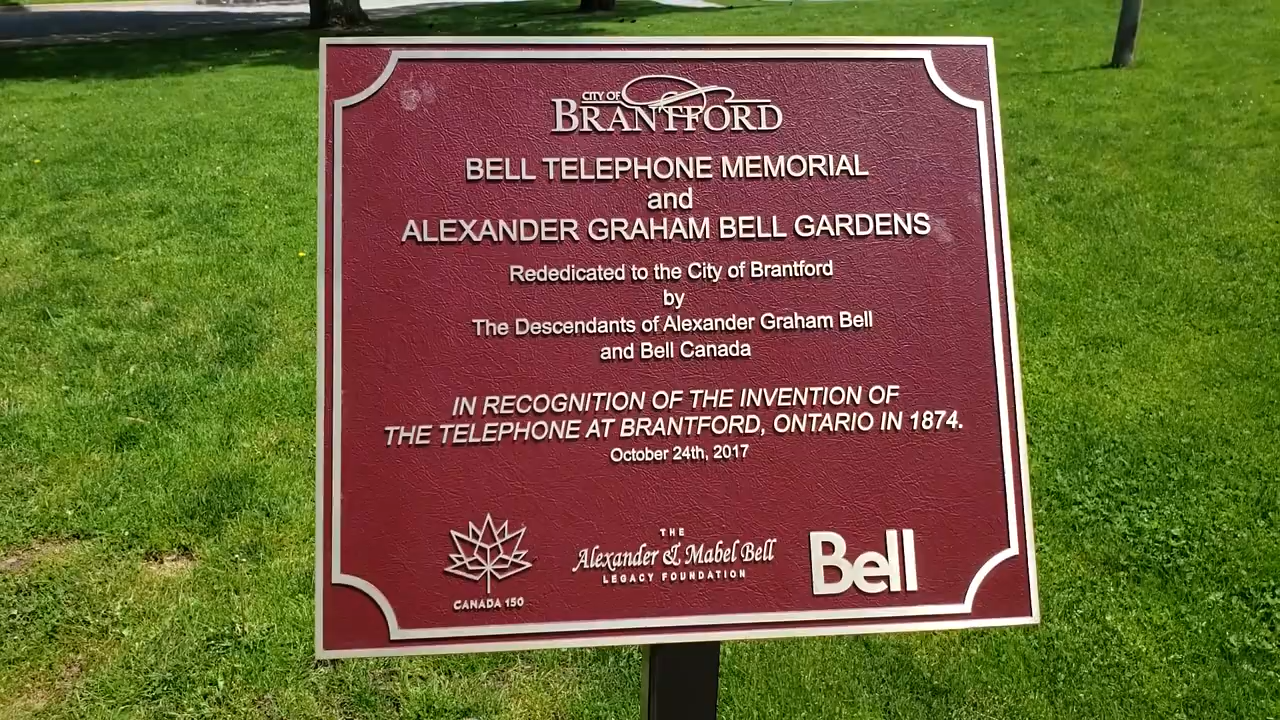 CITY OF
BRANTFORD
BELL TELEPHONE MEMORIAL
and
ALEXANDER GRAHAM BELL GARDENS
Rededicated to the City of Brantford
by
The Descendants of Alexander Graham Bell
and Bell Canada
IN RECOGNITION OF THE INVENTION OF
THE TELEPHONE AT BRANTFORD, ONTARIO IN 1874.
October 24th, 2017
CANADA 150
THE
Alexander & Mabel Bell
LEGACY FOUNDATION
Bell